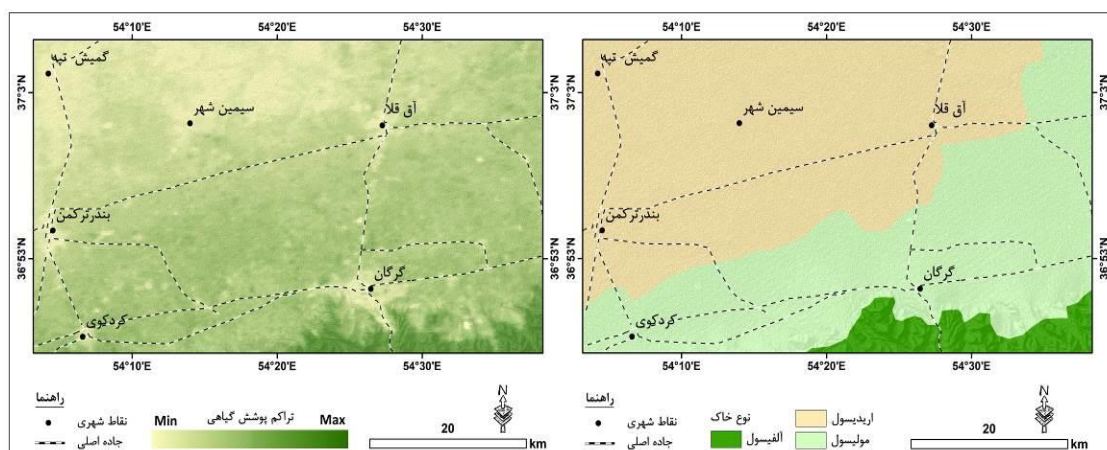 54°10'E 54°20'E 54°30'E
37°3'N
36°53'N
گمیش- تپه
سیمین شهر
آق قلا
بندرترکمن
گرگان
کردکوی
37°3'N
36°53'N
54°10'E 54°20'E 54°30'E
راهنما
نقاط شهری
جاده اصلی
Min تراکم پوشش گیاهی Max
N
20
km
54°10'E 54°20'E 54°30'E
37°3'N
36°53'N
گمیش- تپه
سیمین شهر
آق قلا
بندرترکمن
گرگان
کردکوی
37°3'N
36°53'N
54°10'E 54°20'E 54°30'E
راهنما
نقاط شهری
جاده اصلی
نوع خاک
آلفیسول
اریدیسول
مولیسول
N
20
km